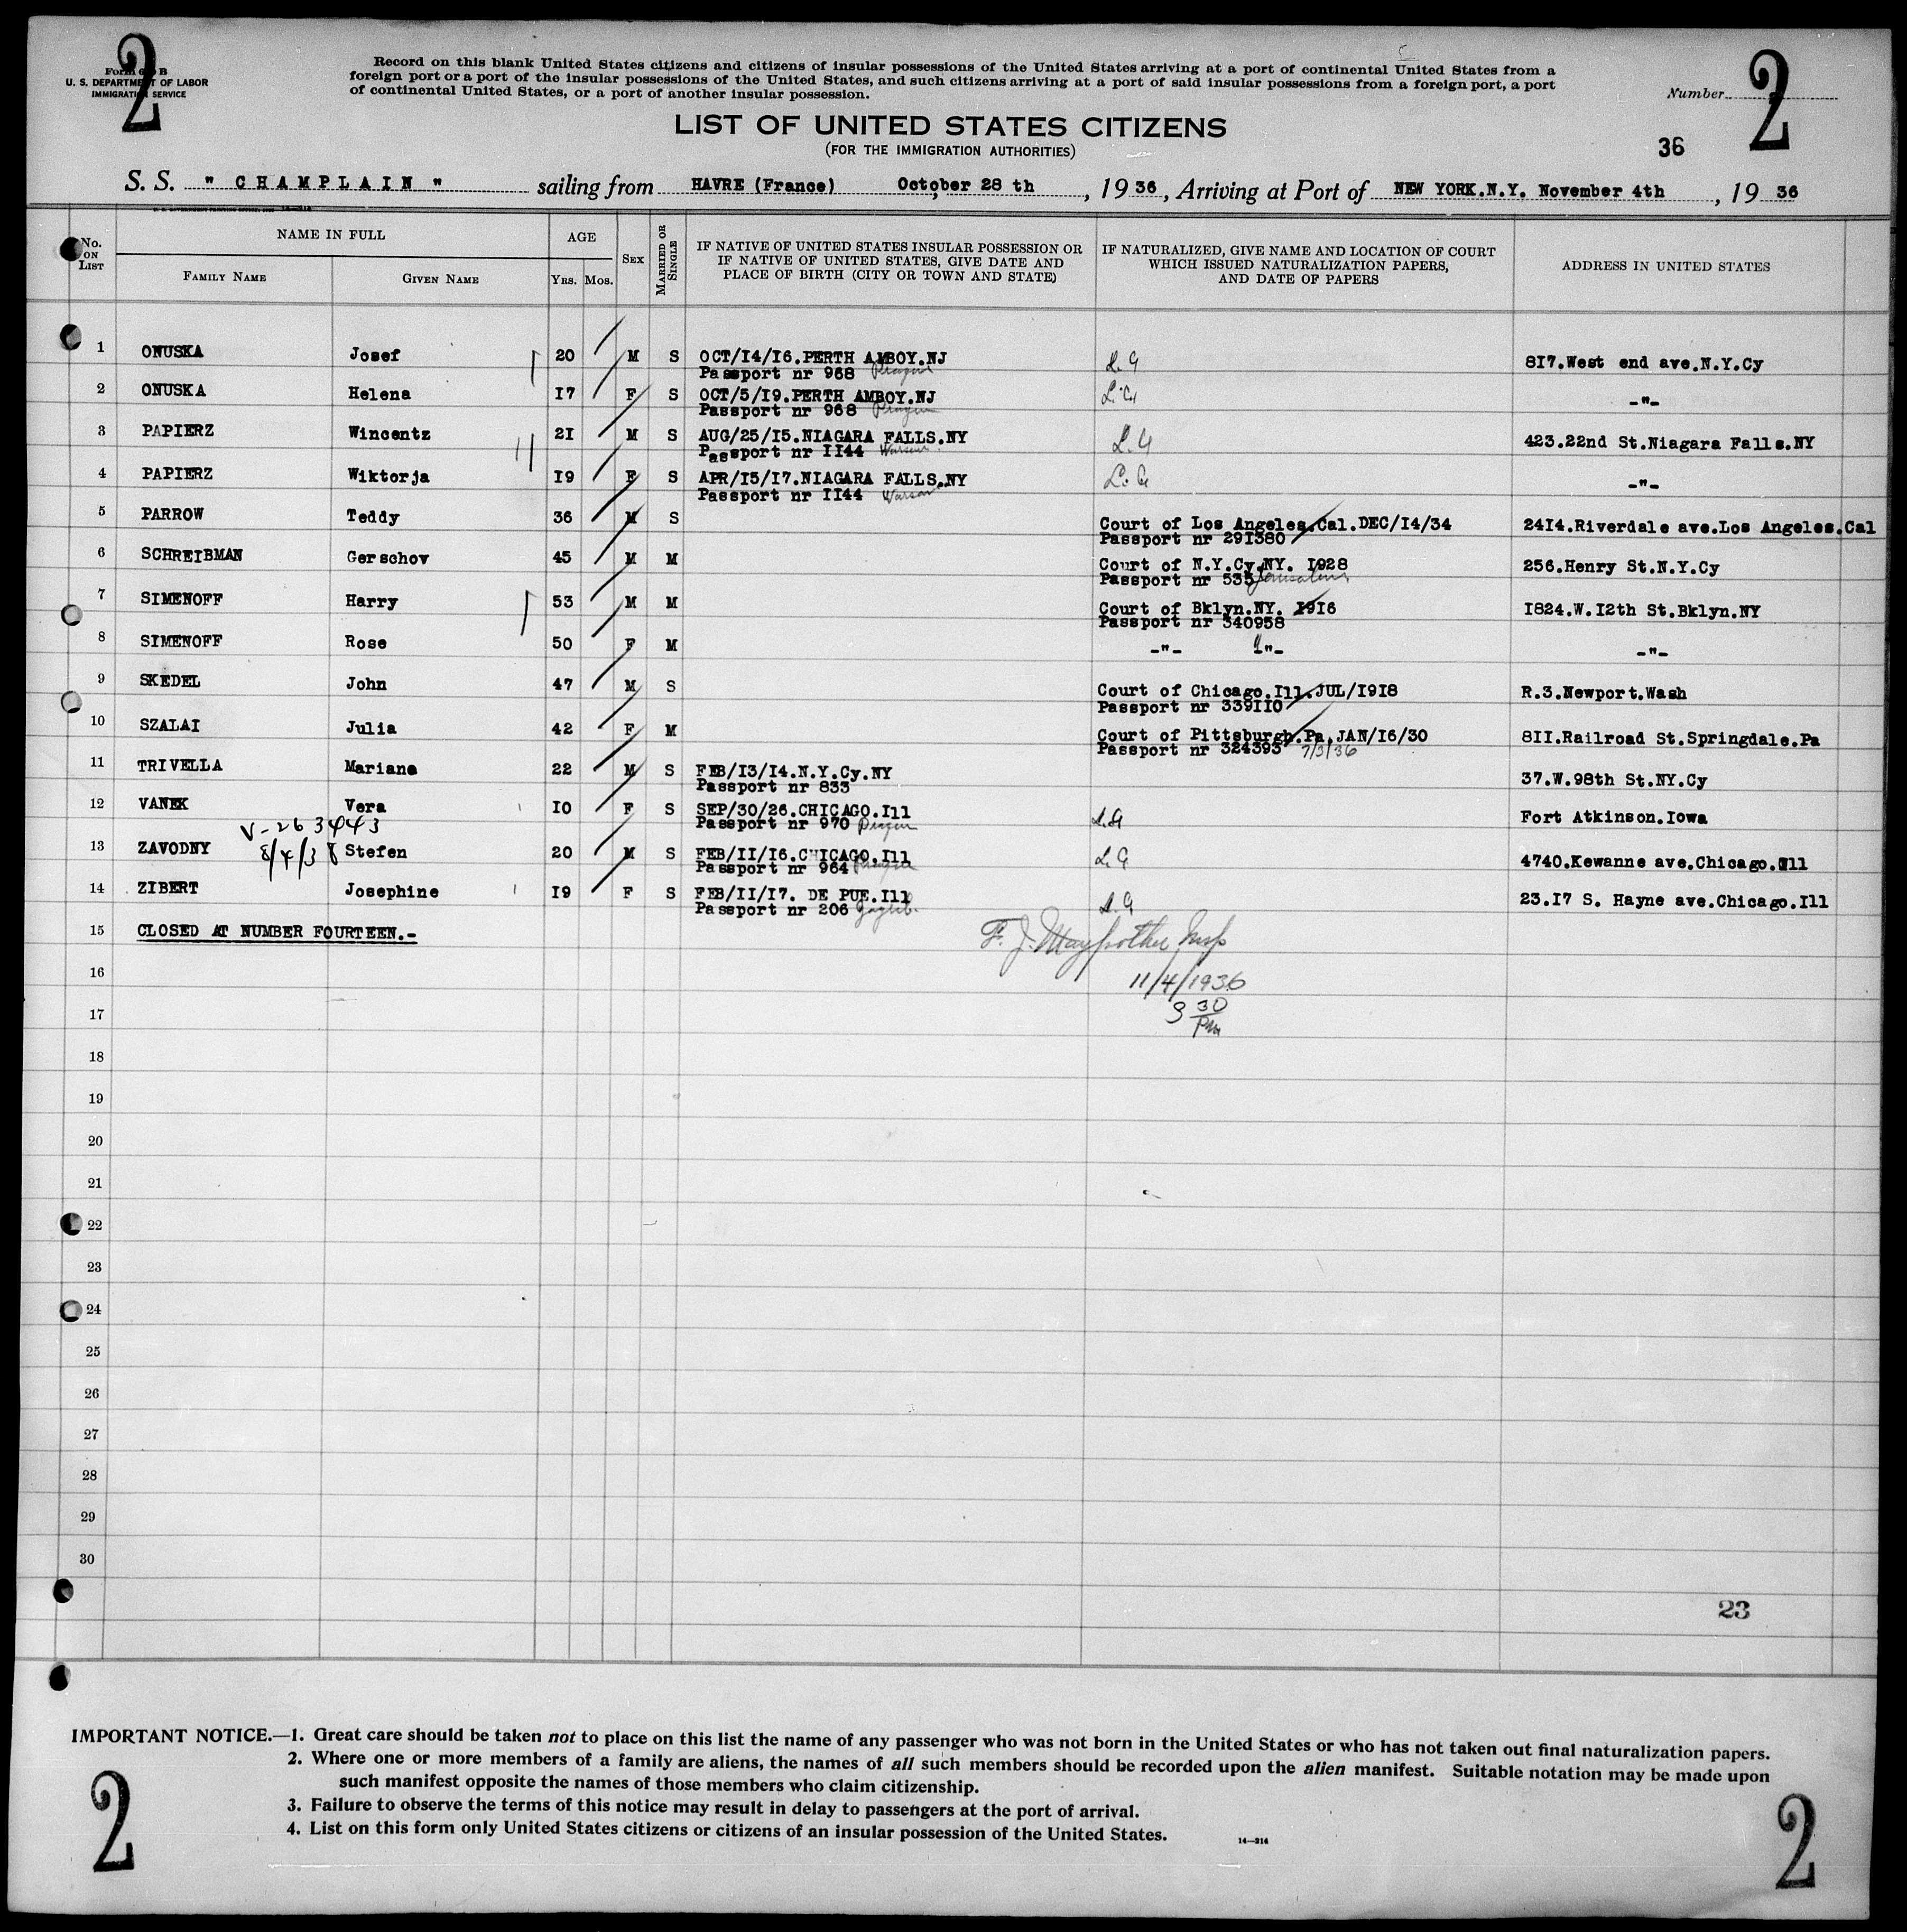 2 2
Form 630 B
U. S. DEPARTMENT OF LABOR
IMMIGRATION SERVICE
Record on this blank United States citizens and citizens of insular possessions of the United States arriving at a port of continental United States from a
foreign port or a port of the insular possessions of the United States, and such citizens arriving at a port of said insular possessions from a foreign port, a port
of continental United States, or a port of another insular possession.
Number
LIST OF UNITED STATES CITIZENS
(FOR THE IMMIGRATION AUTHORITIES)
36
S. S. " CHAMPLAIN " sailing from HAVRE (France) October 28 th , 19 36, Arriving at Port of NEW YORK.N.Y. November 4th , 19 36
No. ON LIST
NAME IN FULL
FAMILY NAME GIVEN NAME
AGE
YRS. MOS.
SEX
MARRIED OR SINGLE
IF NATIVE OF UNITED STATES INSULAR POSSESSION OR
IF NATIVE OF UNITED STATES, GIVE DATE AND
PLACE OF BIRTH (CITY OR TOWN AND STATE)
IF NATURALIZED, GIVE NAME AND LOCATION OF COURT
WHICH ISSUED NATURALIZATION PAPERS,
AND DATE OF PAPERS
ADDRESS IN UNITED STATES
1 ONUSKA Josef 20 M S OCT/14/16.PERTH AMBOY.NJ 817.West end ave.N.Y.Cy
Passport nr 968
2 ONUSKA Helena 17 F S OCT/5/19.PERTH AMBOY.NJ -"-
Passport nr 968
3 PAPIERZ Wincentz 21 M S AUG/25/15.NIAGARA FALLS.NY 423.22nd St.Niagara Falls.NY
Passport nr II44 Warsaw
4 PAPIERZ Wiktorja 19 F S APR/15/17.NIAGARA FALLS.NY -"-
Passport nr II44 Warsaw
5 PARROW Teddy 36 M S Court of Los Angeles.Cal.DEC/14/34 2414.Riverdale ave.Los Angeles.Cal
Passport nr 291380
6 SCHREIBMAN Gerschov 45 M M Court of N.Y.Cy.NY. 1928 256.Henry St.N.Y.Cy
Passport nr 535 Jerusalem
7 SIMENOFF Harry 53 M M Court of Bklyn.NY. 1916 1824.W.12th St.Bklyn.NY
Passport nr 340958
8 SIMENOFF Rose 50 F M -"- -"- -"-
9 SKEDEL John 47 M S Court of Chicago.Ill.JUL/1918 R.3.Newport.Wash
Passport nr 339110
10 SZALAI Julia 42 F M Court of Pittsburgh.Pa.JAN/16/30 811.Railroad St.Springdale.Pa
Passport nr 324393 7/3/36
11 TRIVELLA Mariane 22 M S FEB/13/14.N.Y.Cy.NY 37.W.98th St.NY.Cy
Passport nr 833
12 VANEK Vera 10 F S SEP/30/26.CHICAGO.Ill Fort Atkinson.Iowa
Passport nr 970
V-263443
13 ZAVODNY 8/4/38 Stefen 20 M S FEB/11/16.CHICAGO.Ill 4740.Kewanne ave.Chicago.Ill
Passport nr 964
14 ZIBERT Josephine 19 F S FEB/11/17. DE PUE.Ill 23.17 S. Hayne ave.Chicago.Ill
Passport nr 206
15 CLOSED AT NUMBER FOURTEEN.-
F. J. Insp
16
11/4/1936
17
30
PM
18
19
20
21
22
23
24
25
26
27
28
29
30
23
IMPORTANT NOTICE.—1. Great care should be taken not to place on this list the name of any passenger who was not born in the United States or who has not taken out final naturalization papers.
2. Where one or more members of a family are aliens, the names of all such members should be recorded upon the alien manifest. Suitable notation may be made upon
such manifest opposite the names of those members who claim citizenship.
3. Failure to observe the terms of this notice may result in delay to passengers at the port of arrival.
4. List on this form only United States citizens or citizens of an insular possession of the United States.
14—314
2 2